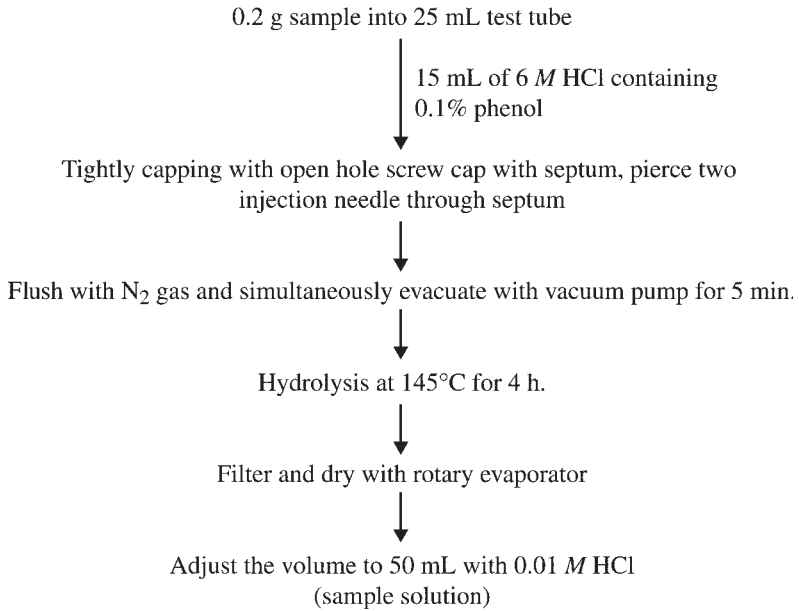 0.2 g sample into 25 mL test tube
15 mL of 6 M HCl containing
0.1% phenol
Tightly capping with open hole screw cap with septum, pierce two
injection needle through septum
Flush with N2 gas and simultaneously evacuate with vacuum pump for 5 min.
Hydrolysis at 145°C for 4 h.
Filter and dry with rotary evaporator
Adjust the volume to 50 mL with 0.01 M HCl
(sample solution)